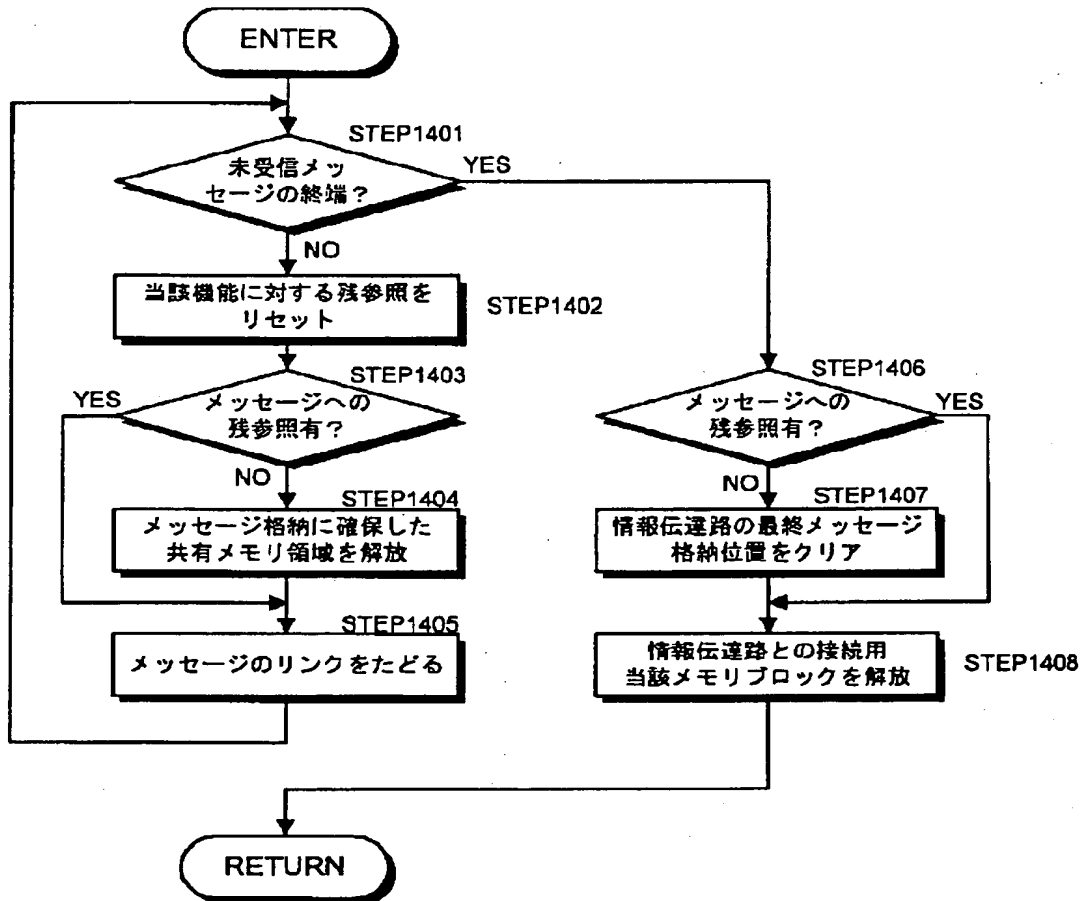 ENTER
STEP1401
未受信メッ
セージの終端？
YES
NO
当該機能に対する残参照を
リセット
STEP1402
STEP1403
YES
メッセージへの
残参照有？
NO
STEP1404
メッセージ格納に確保した
共有メモリ領域を解放
STEP1405
メッセージのリンクをたどる
STEP1406
メッセージへの
残参照有？
YES
NO
STEP1407
情報伝達路の最終メッセージ
格納位置をクリア
情報伝達路との接続用
当該メモリブロックを解放
STEP1408
RETURN